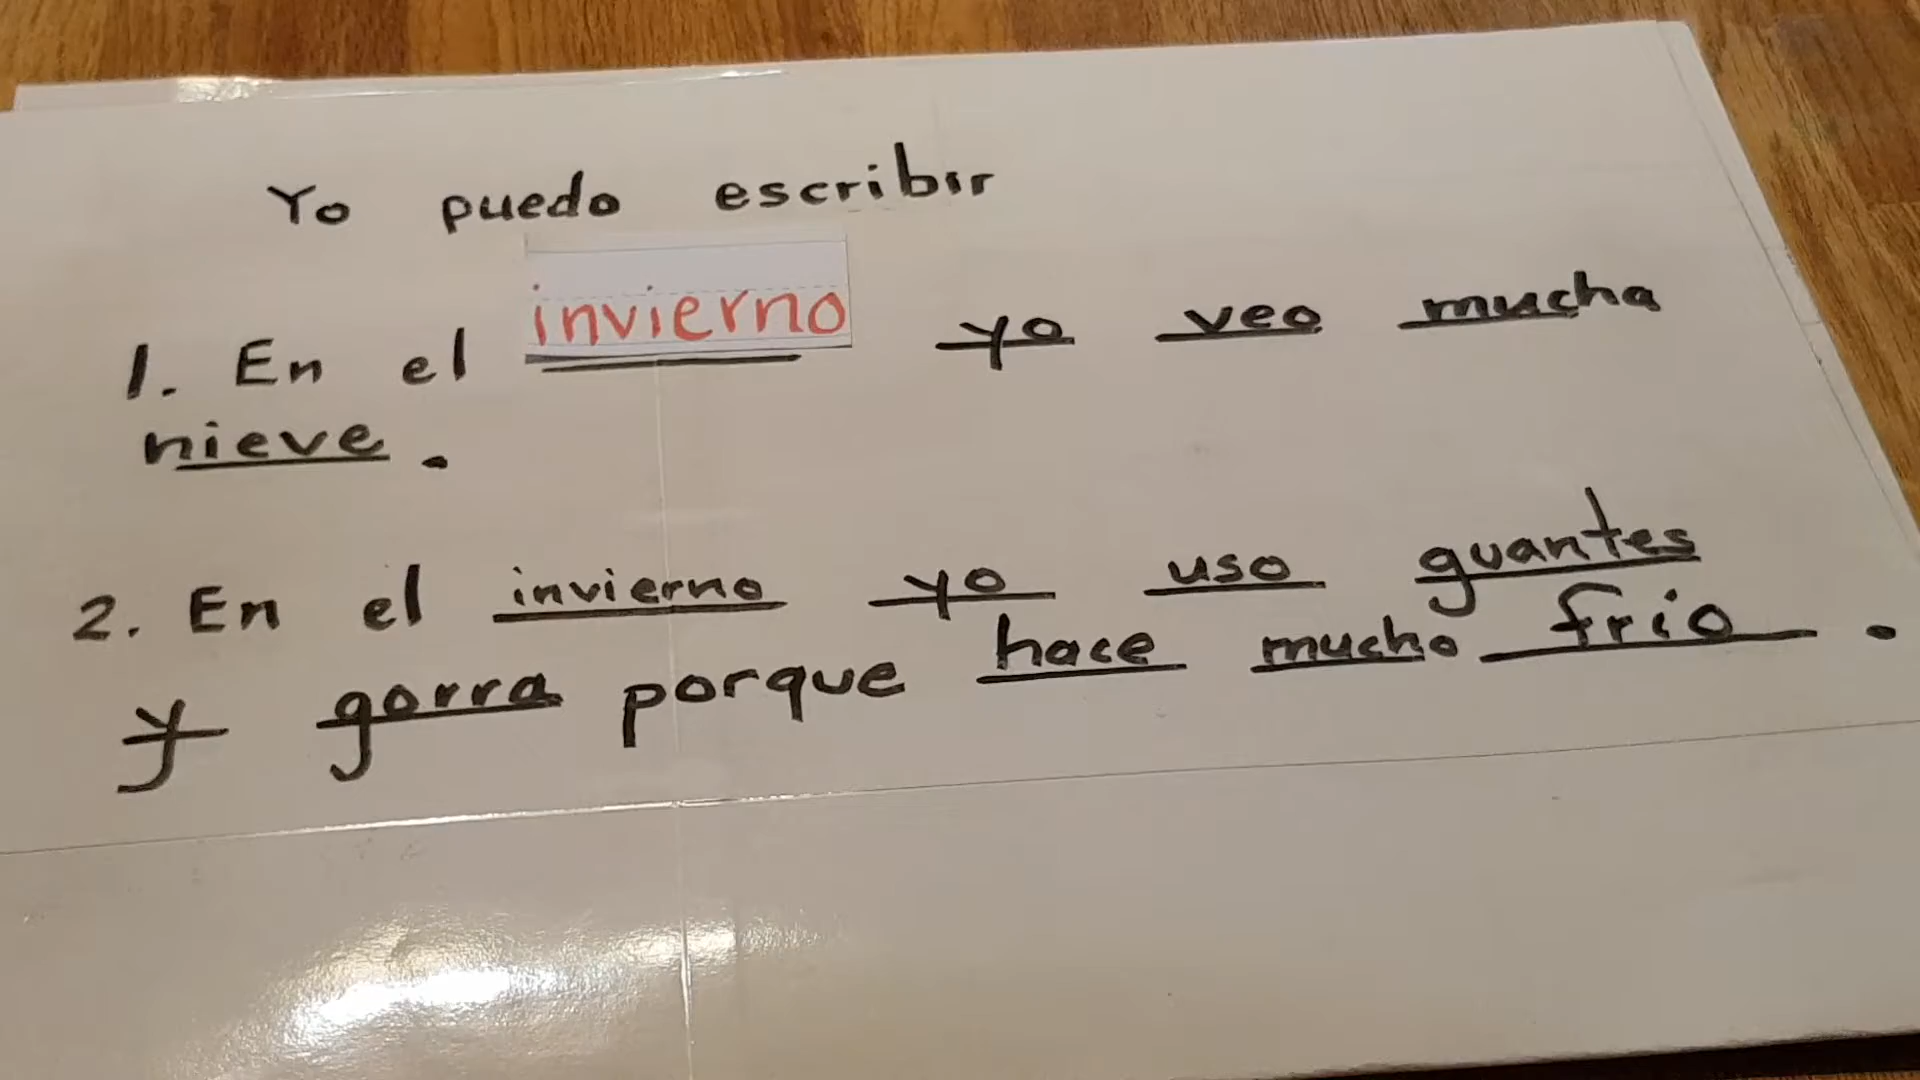 Yo puedo escribir
1. En el invierno yo veo mucha
nieve.
2. En el invierno yo uso guantes
y gorra porque hace mucho frio.